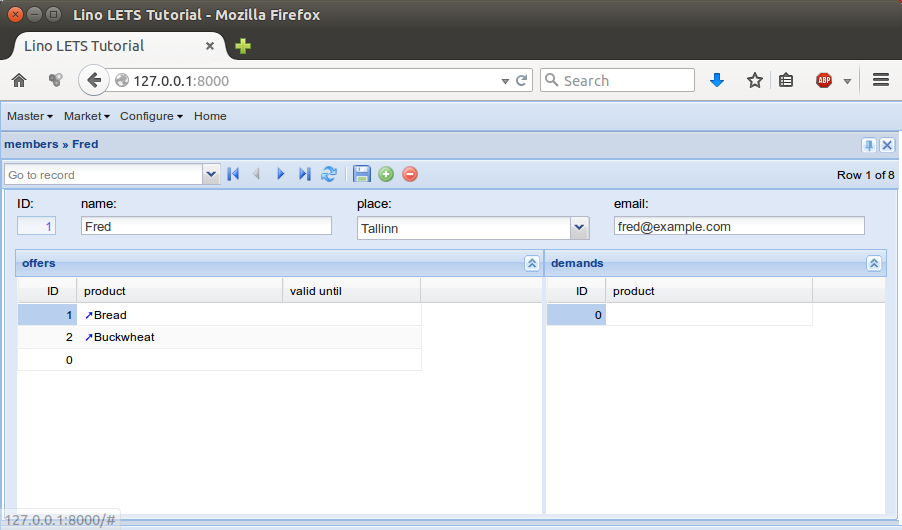 Lino LETS Tutorial - Mozilla Firefox
Lino LETS Tutorial
127.0.0.1:8000 Search ABP
Master Market Configure Home
members » Fred
Go to record Row 1 of 8
ID: name: place: email:
1 Fred Tallinn fred@example.com
offers demands
ID product valid until ID product
1 Bread 0
2 Buckwheat
0
127.0.0.1:8000/#